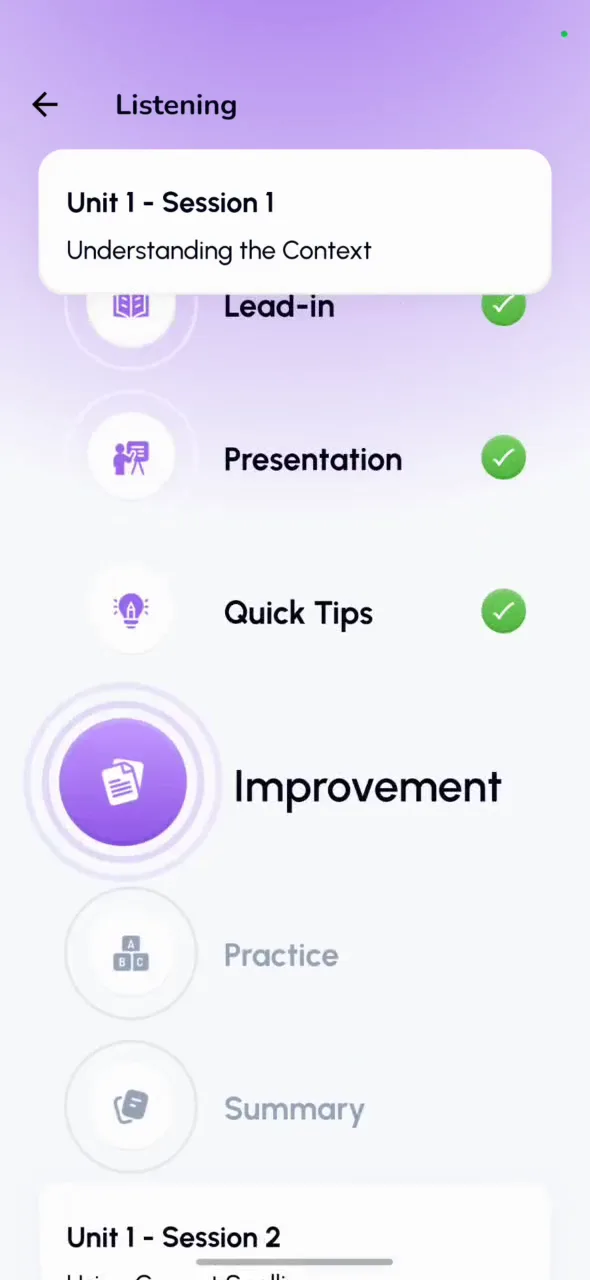 Listening
Unit 1 - Session 1
Understanding the Context
Lead-in
Presentation
Quick Tips
Improvement
A
B C
Practice
Summary
Unit 1 - Session 2